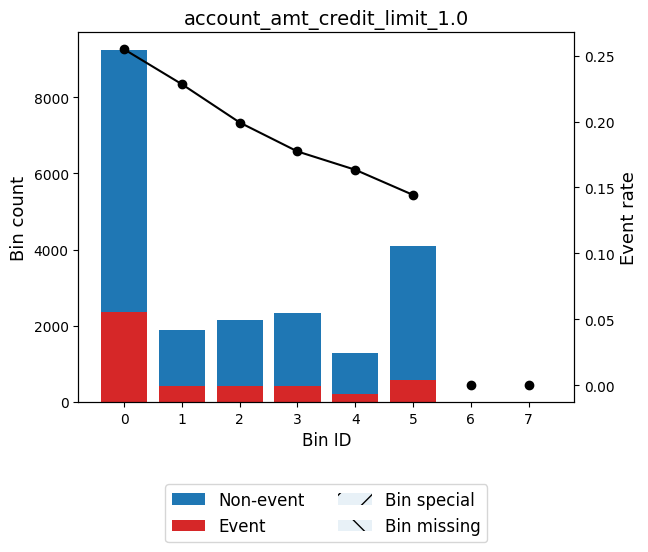 account_amt_credit_limit_1.0
Bin count
8000
6000
4000
2000
0
0.25
0.20
0.15
0.10
0.05
0.00
Event rate
0 1 2 3 4 5 6 7
Bin ID
Non-event
Event
Bin special
Bin missing